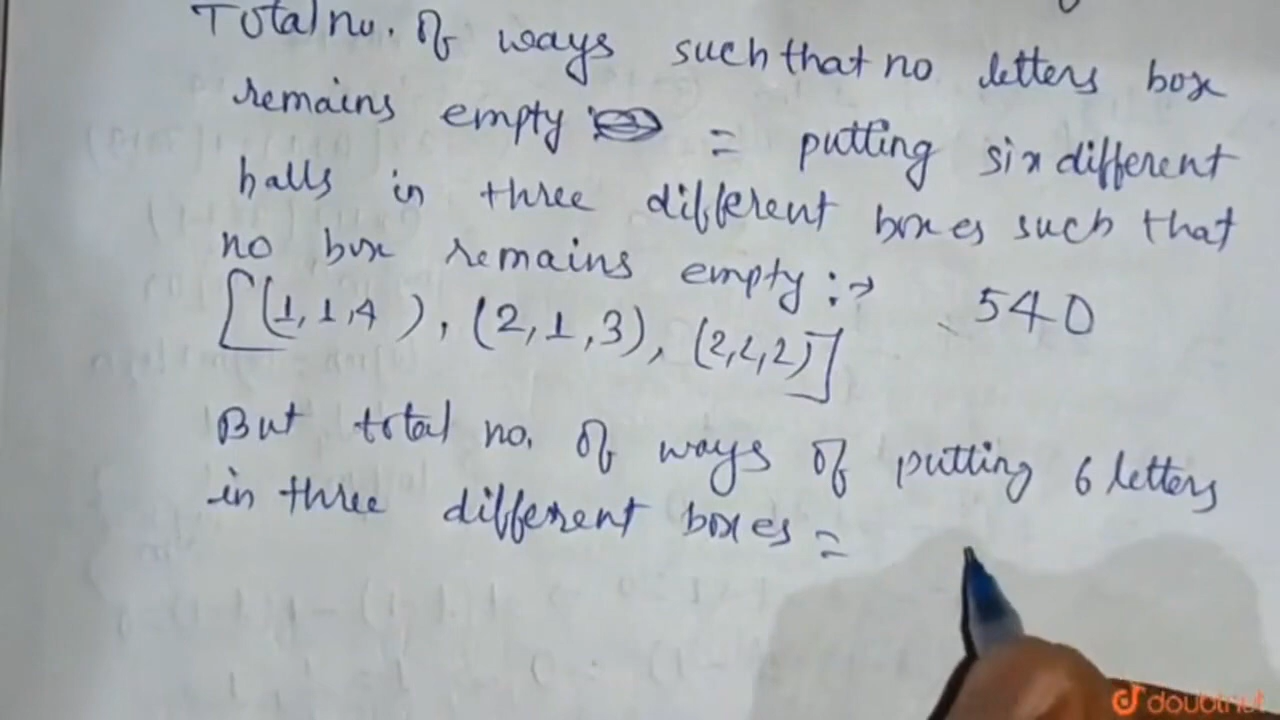 Total no. of ways such that no letters box
remains empty = putting six different
balls in three different boxes such that
no box remains empty :→ 540
[(1,1,4), (2,1,3), (2,2,2)]
But total no. of ways of putting 6 letters
in three different boxes =
doubtnut